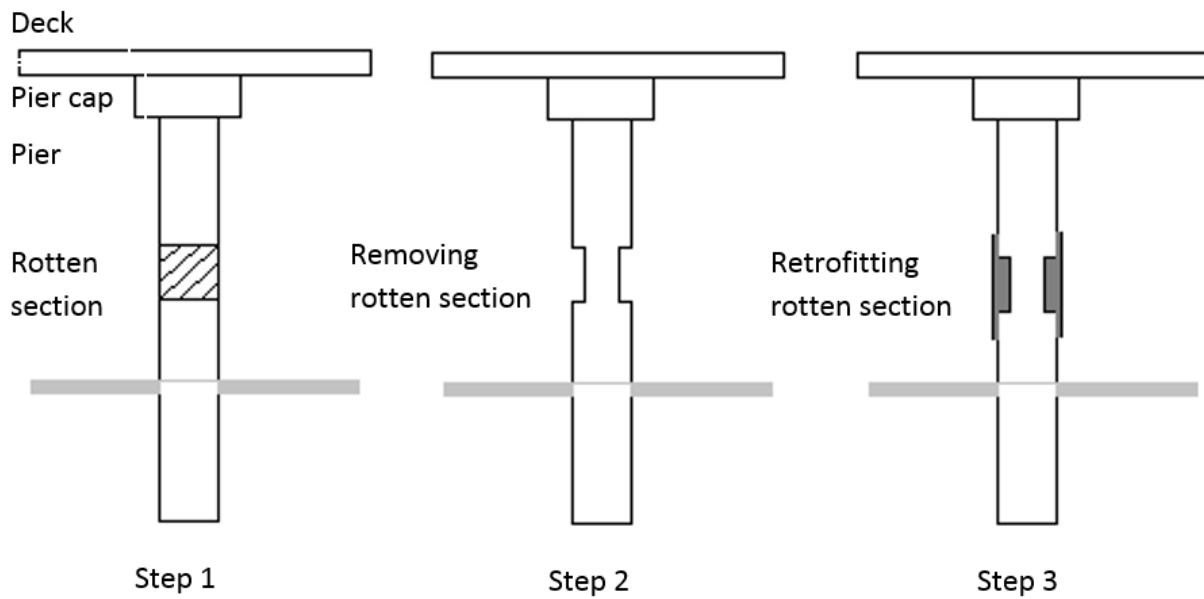 Deck
Pier cap
Pier
Rotten
section
Removing
rotten section
Retrofitting
rotten section
Step 1
Step 2
Step 3